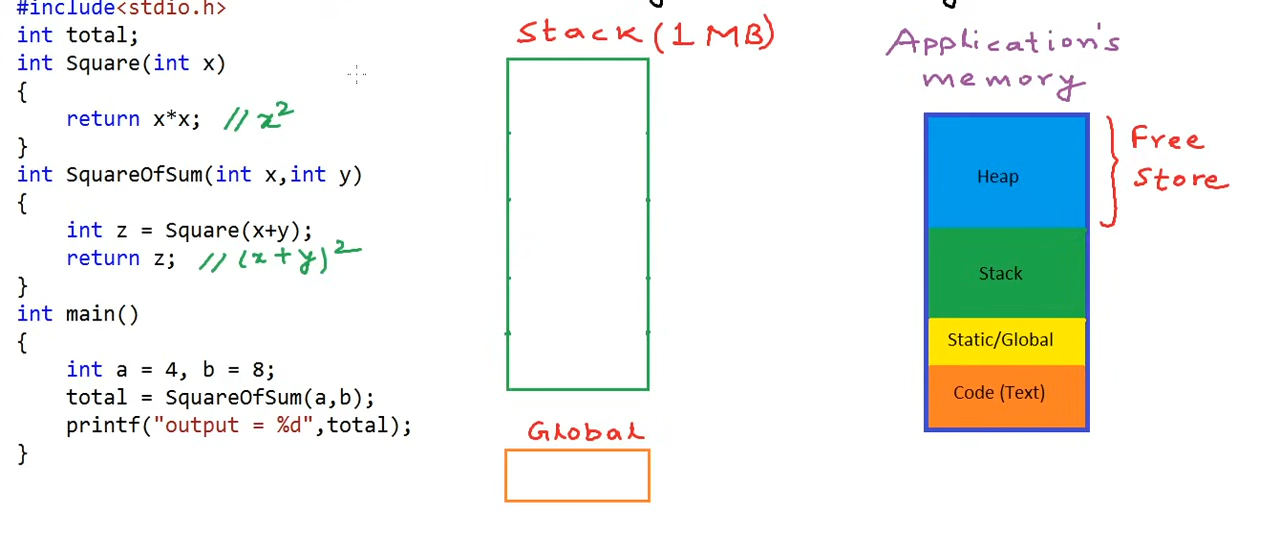 #include<stdio.h>
int total;
int Square(int x)
{
return x*x; // x²
}
int SquareOfSum(int x,int y)
{
int z = Square(x+y);
return z; // (x+y)²
}
int main()
{
int a = 4, b = 8;
total = SquareOfSum(a,b);
printf("output = %d",total);
}
Stack (1 MB)
Global
Application's
memory
Heap
Stack
Static/Global
Code (Text)
Free
Store